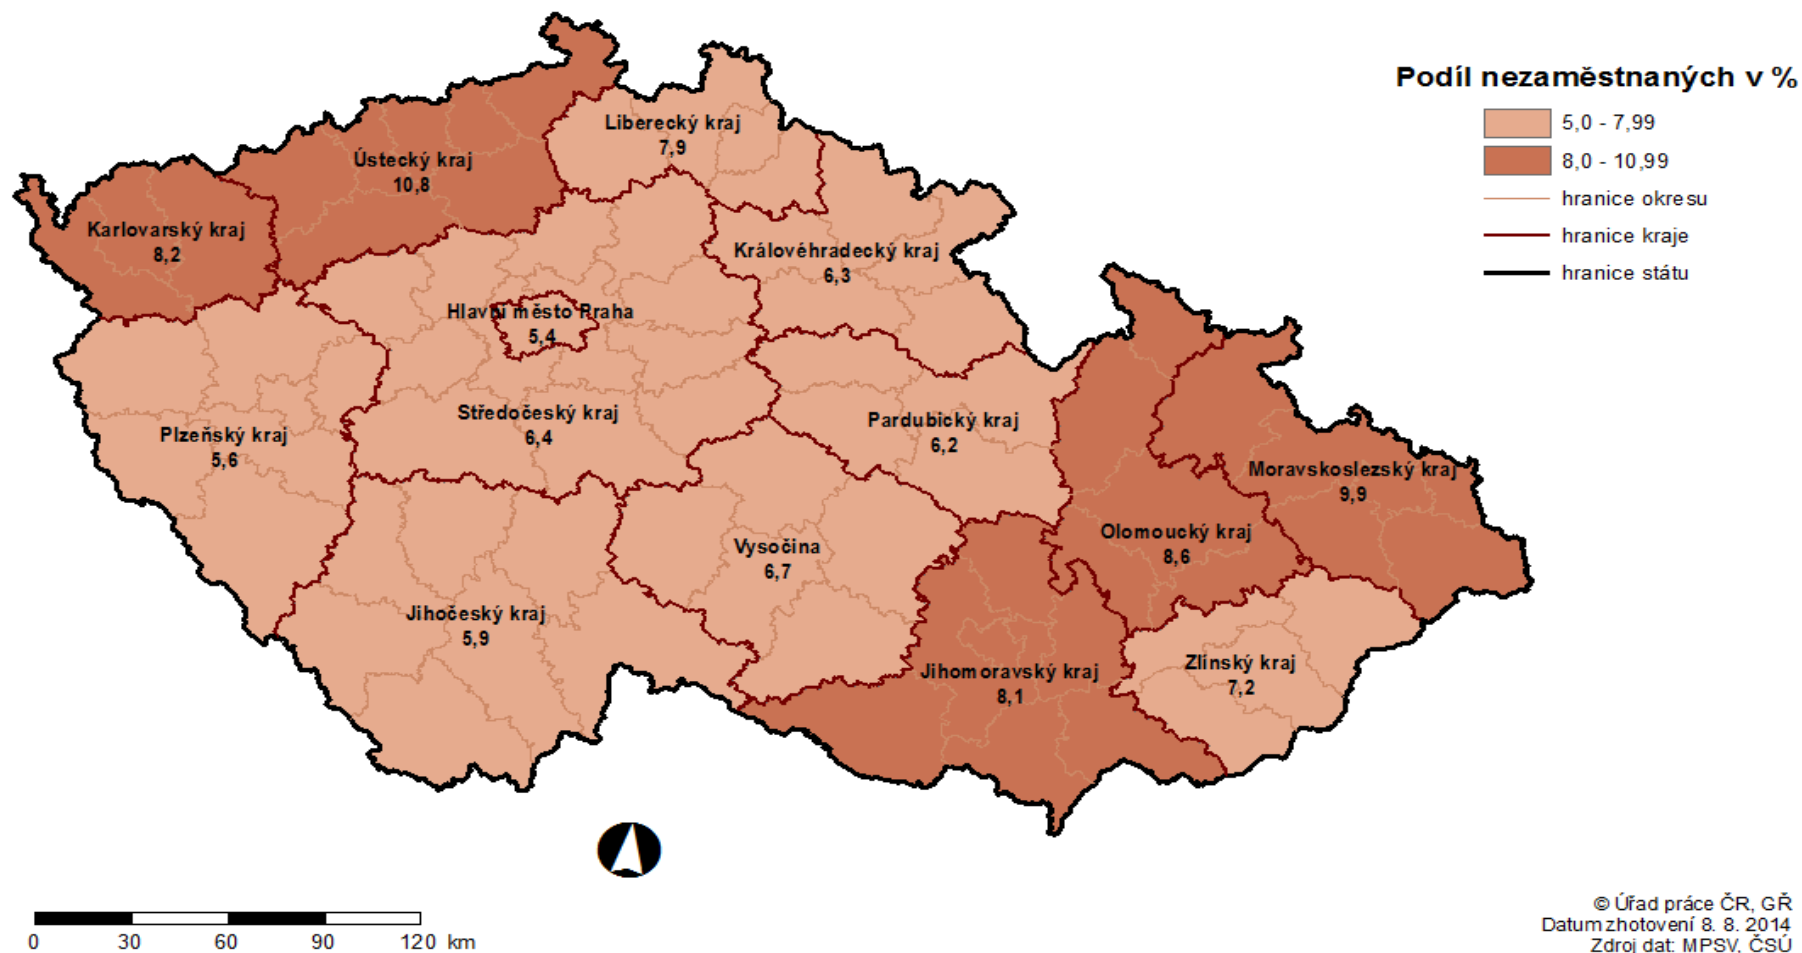 Podíl nezaměstnaných v %
5,0 - 7,99
8,0 - 10,99
hranice okresu
hranice kraje
hranice státu
Liberecký kraj
7,9
Ústecký kraj
10,8
Karlovarský kraj
8,2
Královéhradecký kraj
6,3
Hlavní město Praha
5,4
Středočeský kraj
6,4
Pardubický kraj
6,2
Plzeňský kraj
5,6
Moravskoslezský kraj
9,9
Olomoucký kraj
8,6
Vysočina
6,7
Jihočeský kraj
5,9
Jihomoravský kraj
8,1
Zlínský kraj
7,2
0 30 60 90 120 km
© Úřad práce ČR, GŘ
Datum zhotovení 8. 8. 2014
Zdroj dat: MPSV, ČSÚ